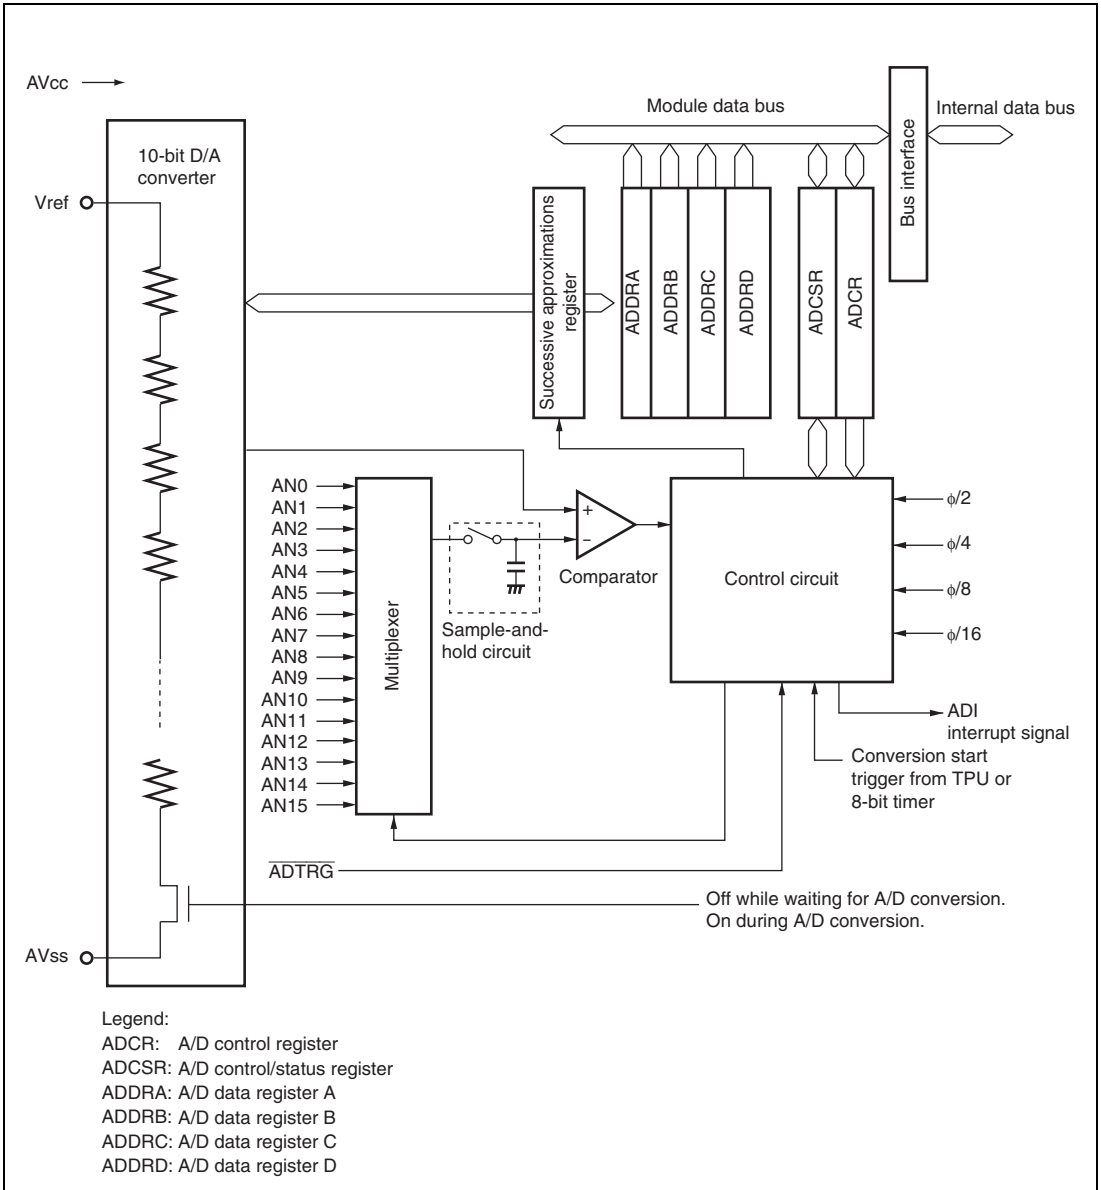 AVcc
Module data bus
Internal data bus
Bus interface
10-bit D/A
converter
Vref
Successive approximations
register
ADDRA
ADDRB
ADDRC
ADDRD
ADCSR
ADCR
AN0
AN1
AN2
AN3
AN4
AN5
AN6
AN7
AN8
AN9
AN10
AN11
AN12
AN13
AN14
AN15
Multiplexer
Sample-and-
hold circuit
+
−
Comparator
Control circuit
ϕ/2
ϕ/4
ϕ/8
ϕ/16
ADI
interrupt signal
Conversion start
trigger from TPU or
8-bit timer
ADTRG
Off while waiting for A/D conversion.
On during A/D conversion.
AVss
Legend:
ADCR: A/D control register
ADCSR: A/D control/status register
ADDRA: A/D data register A
ADDRB: A/D data register B
ADDRC: A/D data register C
ADDRD: A/D data register D